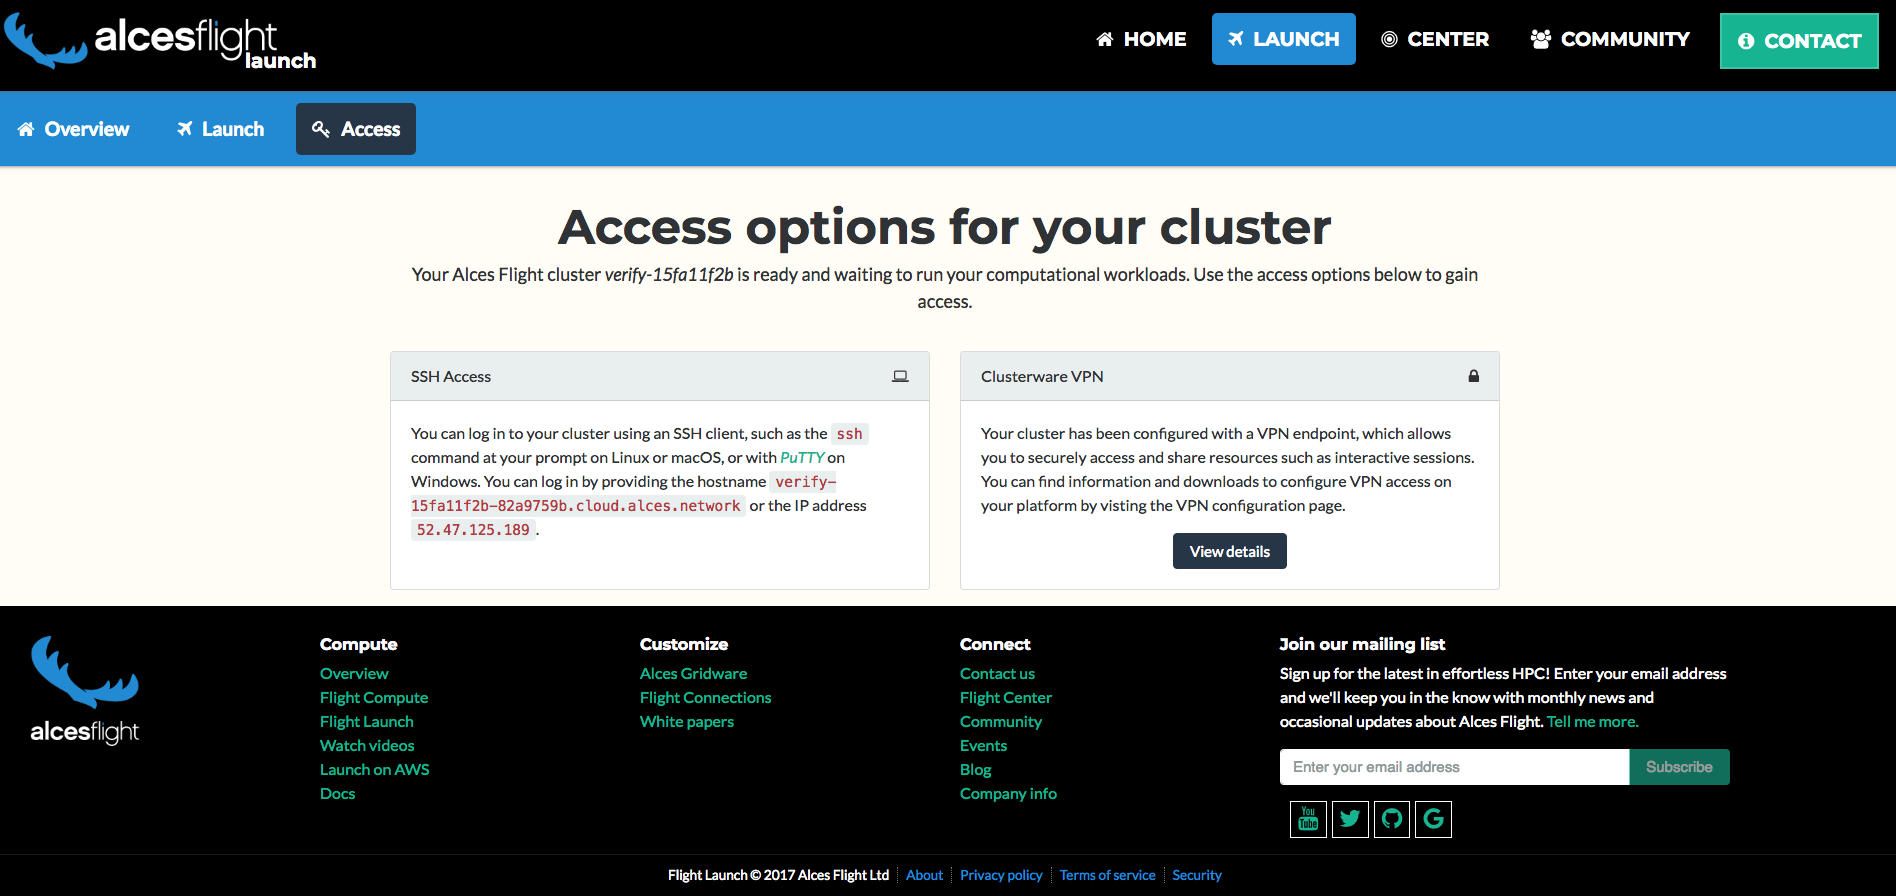 alcesflight
launch
HOME
LAUNCH
CENTER
COMMUNITY
CONTACT
Overview
Launch
Access
Access options for your cluster
Your Alces Flight cluster verify-15fa11f2b is ready and waiting to run your computational workloads. Use the access options below to gain
access.
SSH Access
You can log in to your cluster using an SSH client, such as the ssh
command at your prompt on Linux or macOS, or with PuTTY on
Windows. You can log in by providing the hostname verify-
15fa11f2b-82a9759b.cloud.alces.network or the IP address
52.47.125.189.
Clusterware VPN
Your cluster has been configured with a VPN endpoint, which allows
you to securely access and share resources such as interactive sessions.
You can find information and downloads to configure VPN access on
your platform by visting the VPN configuration page.
View details
alcesflight
Compute
Overview
Flight Compute
Flight Launch
Watch videos
Launch on AWS
Docs
Customize
Alces Gridware
Flight Connections
White papers
Connect
Contact us
Flight Center
Community
Events
Blog
Company info
Join our mailing list
Sign up for the latest in effortless HPC! Enter your email address
and we'll keep you in the know with monthly news and
occasional updates about Alces Flight. Tell me more.
Enter your email address
Subscribe
You
Tube
G
Flight Launch © 2017 Alces Flight Ltd
About
Privacy policy
Terms of service
Security